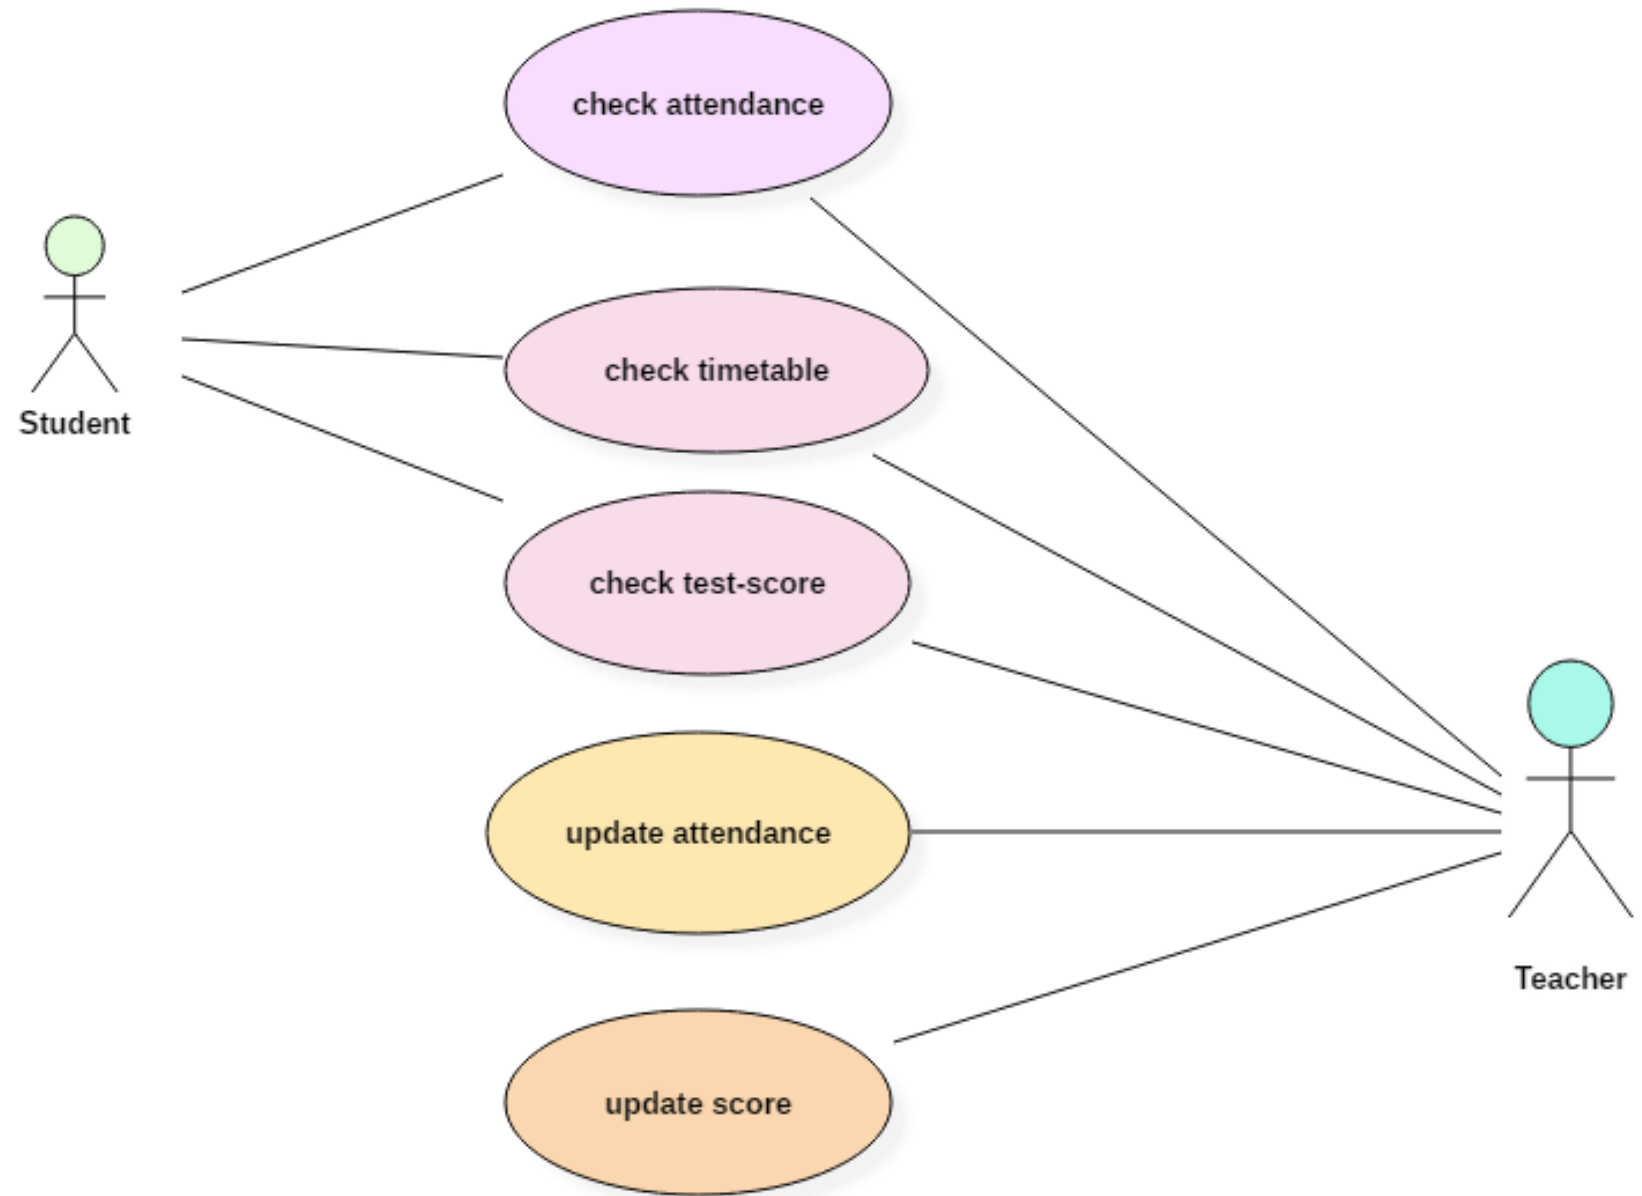 check attendance
check timetable
Student
check test-score
update attendance
Teacher
update score